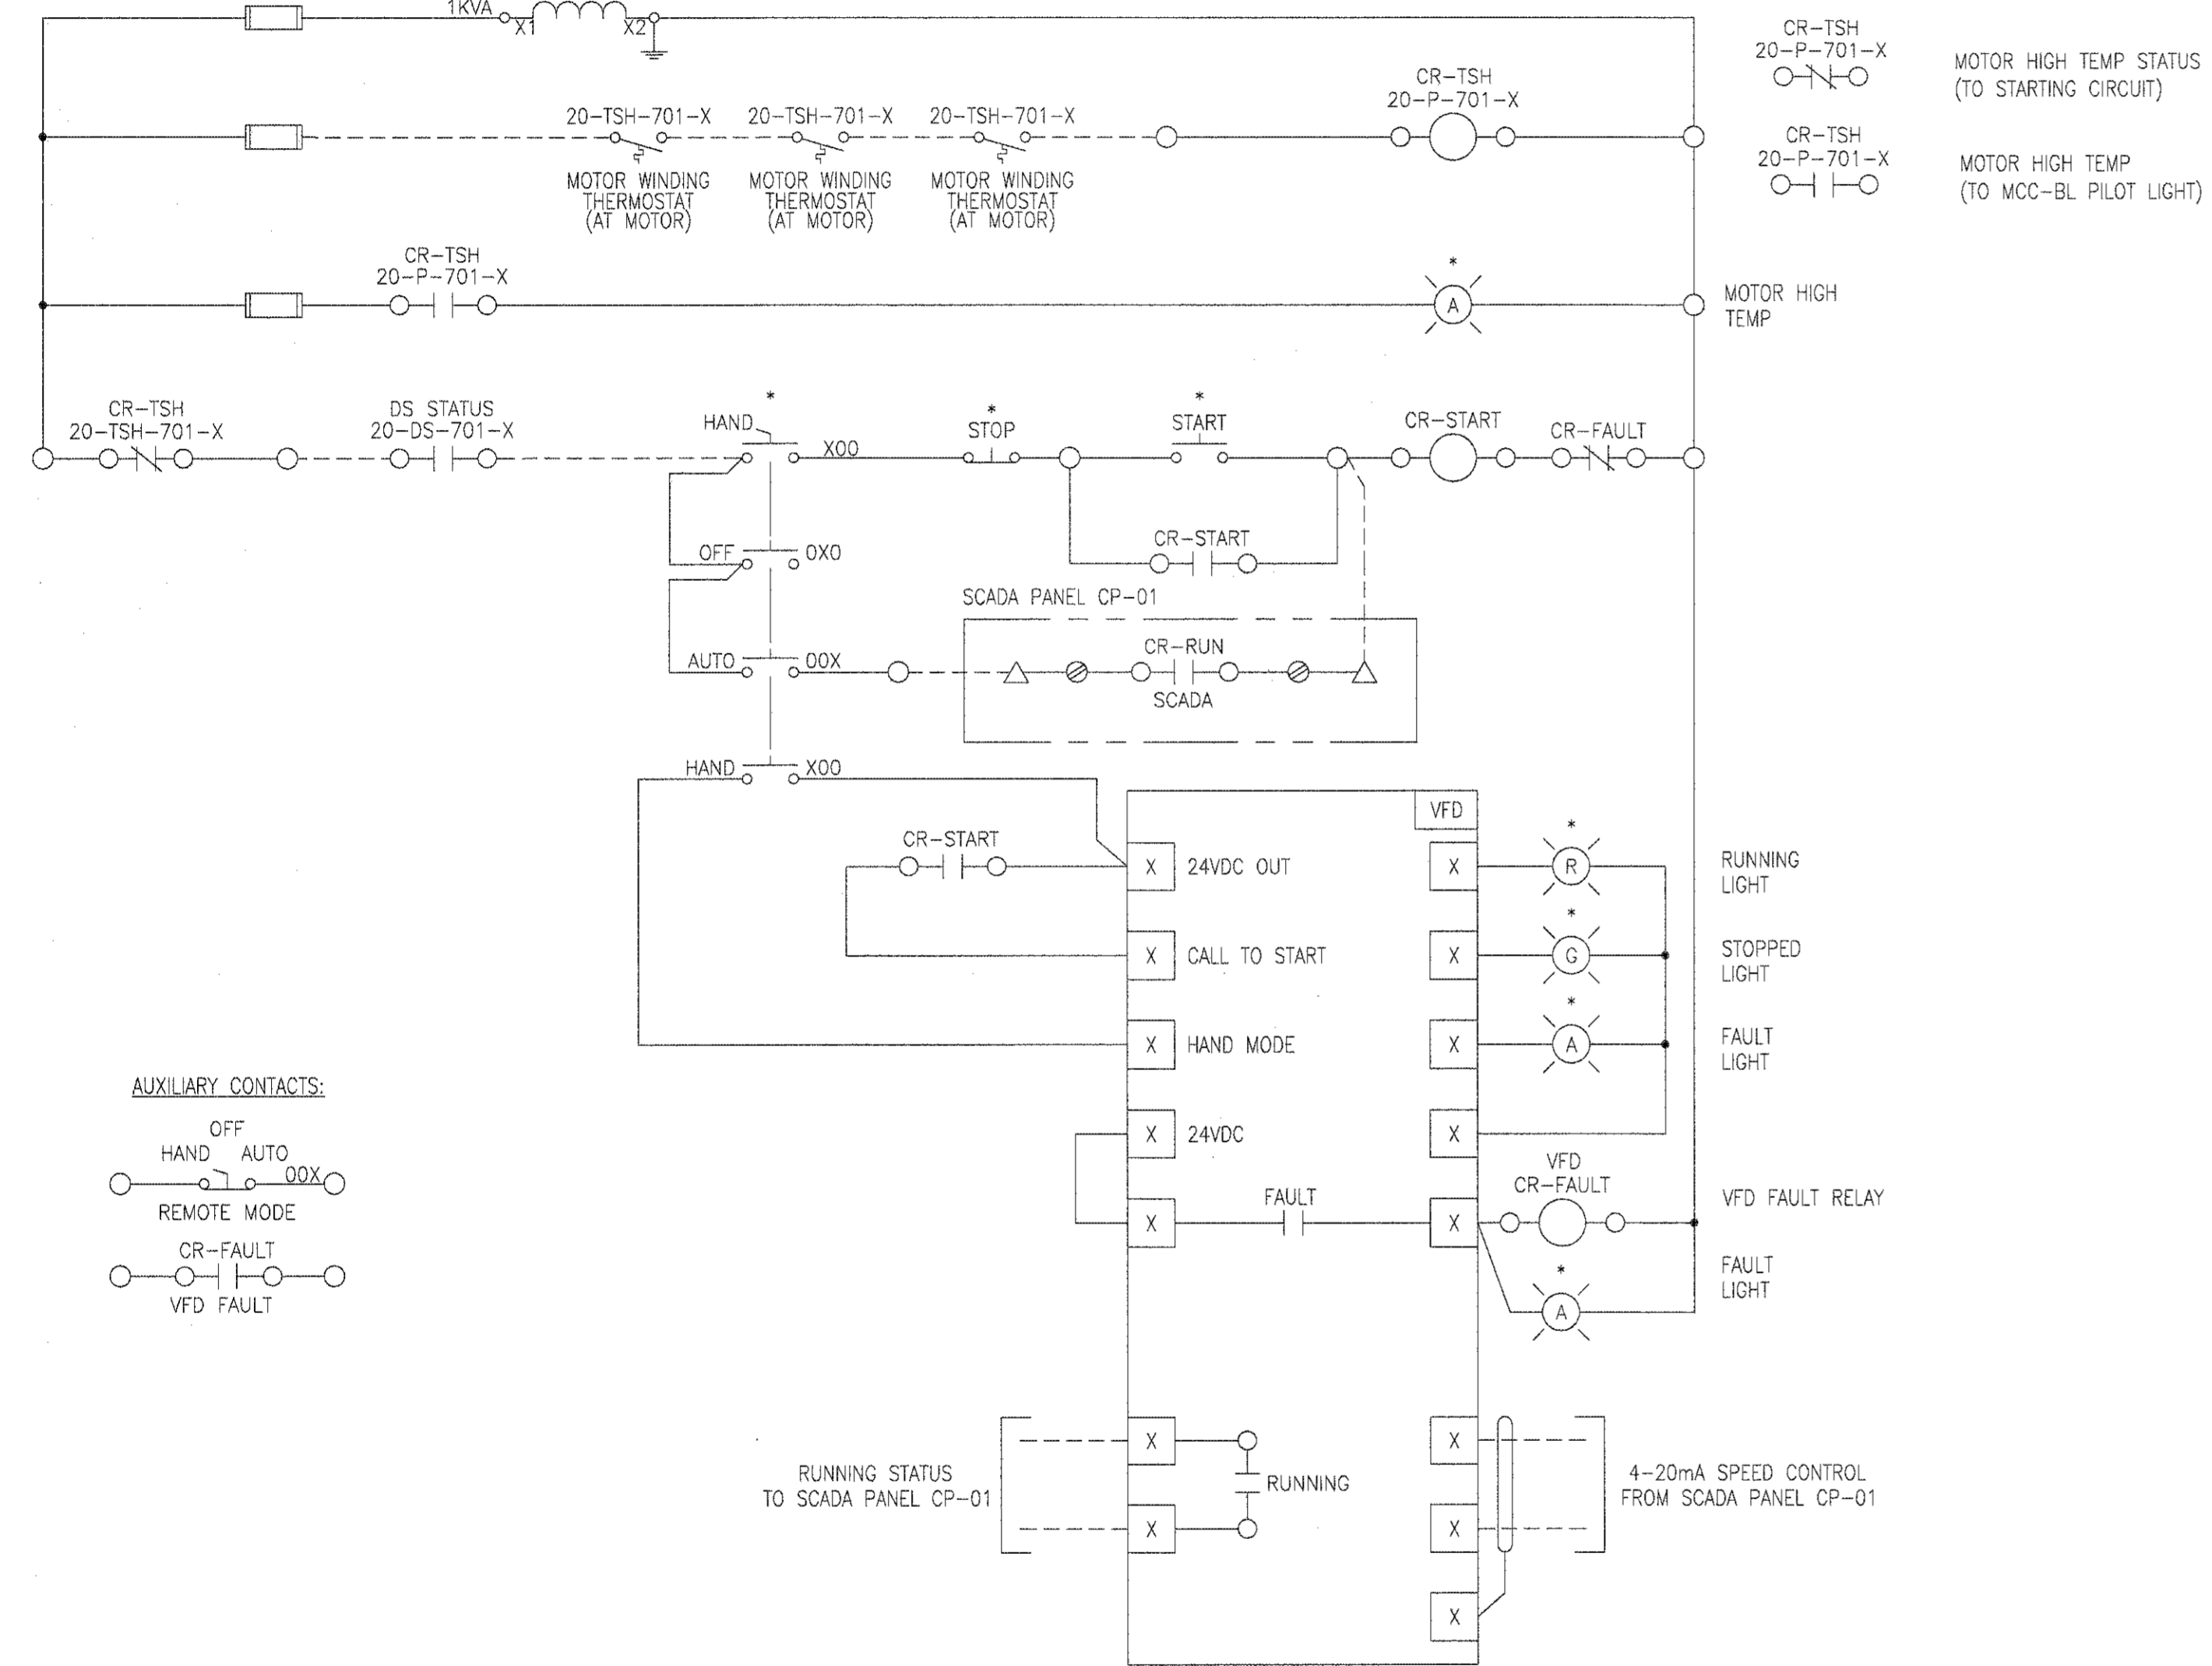 1KVA
X1
X2
CR-TSH
20-P-701-X
MOTOR HIGH TEMP STATUS
(TO STARTING CIRCUIT)
20-TSH-701-X
20-TSH-701-X
20-TSH-701-X
CR-TSH
20-P-701-X
CR-TSH
20-P-701-X
MOTOR HIGH TEMP
(TO MCC-BL PILOT LIGHT)
MOTOR WINDING
THERMOSTAT
(AT MOTOR)
MOTOR WINDING
THERMOSTAT
(AT MOTOR)
MOTOR WINDING
THERMOSTAT
(AT MOTOR)
CR-TSH
20-P-701-X
*
A
MOTOR HIGH
TEMP
CR-TSH
20-TSH-701-X
DS STATUS
20-DS-701-X
*
HAND
X00
*
STOP
*
START
CR-START
CR-FAULT
OFF
0X0
CR-START
SCADA PANEL CP-01
AUTO
00X
CR-RUN
SCADA
HAND
X00
VFD
CR-START
X
24VDC OUT
X
*
R
RUNNING
LIGHT
X
CALL TO START
X
*
G
STOPPED
LIGHT
X
HAND MODE
X
*
A
FAULT
LIGHT
X
24VDC
X
X
FAULT
X
VFD
CR-FAULT
VFD FAULT RELAY
*
A
FAULT
LIGHT
AUXILIARY CONTACTS:
OFF
HAND
AUTO
00X
REMOTE MODE
CR-FAULT
VFD FAULT
RUNNING STATUS
TO SCADA PANEL CP-01
X
X
RUNNING
X
X
X
4-20mA SPEED CONTROL
FROM SCADA PANEL CP-01